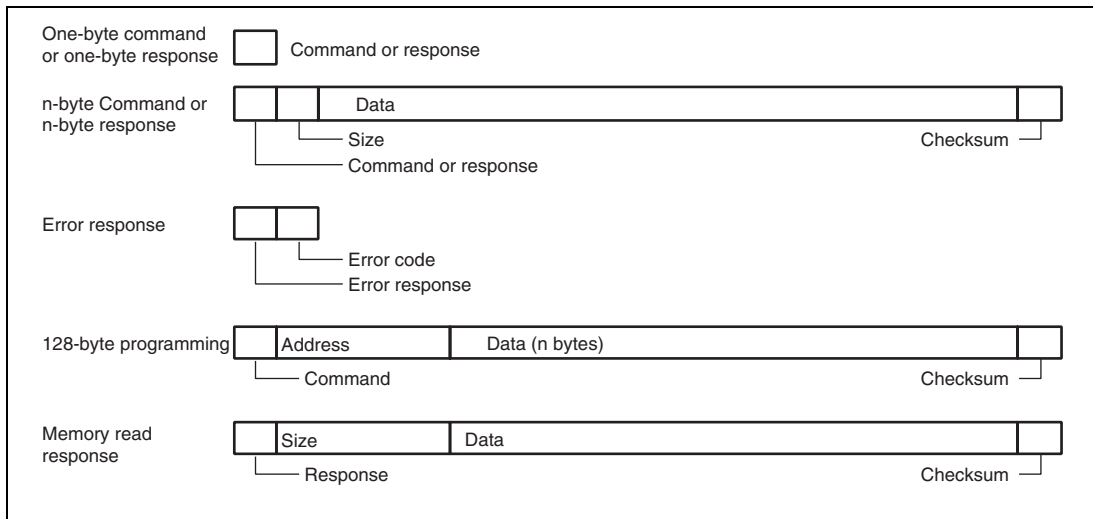 One-byte command
or one-byte response
Command or response
n-byte Command or
n-byte response
Data
Size
Checksum
Command or response
Error response
Error code
Error response
128-byte programming
Address
Data (n bytes)
Command
Checksum
Memory read
response
Size
Data
Response
Checksum